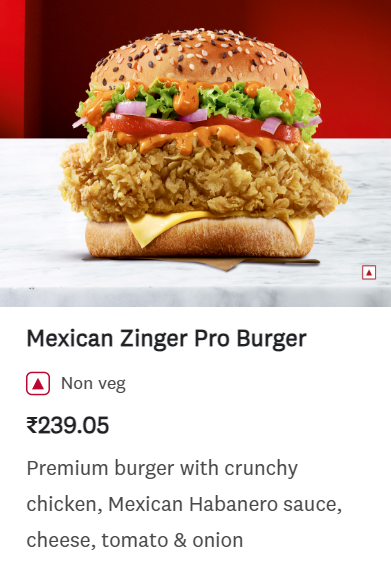 Mexican Zinger Pro Burger
Non veg
₹239.05
Premium burger with crunchy
chicken, Mexican Habanero sauce,
cheese, tomato & onion